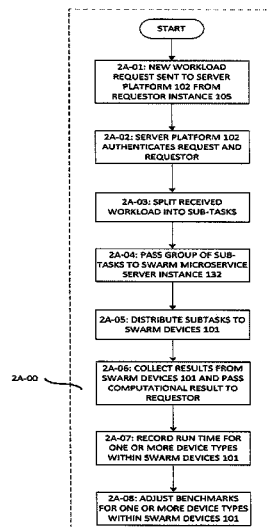 START
2A-01: NEW WORKLOAD
REQUEST SENT TO SERVER
PLATFORM 102 FROM
REQUESTOR INSTANCE 105
2A-02: SERVER PLATFORM 102
AUTHENTICATES REQUEST AND
REQUESTOR
2A-03: SPLIT RECEIVED
WORKLOAD INTO SUB-TASKS
2A-04: PASS GROUP OF SUB-
TASKS TO SWARM MICROSERVICE
SERVER INSTANCE 132
2A-05: DISTRIBUTE SUBTASKS TO
SWARM DEVICES 101
2A-00
2A-06: COLLECT RESULTS FROM
SWARM DEVICES 101 AND PASS
COMPUTATIONAL RESULT TO
REQUESTOR
2A-07: RECORD RUN TIME FOR
ONE OR MORE DEVICE TYPES
WITHIN SWARM DEVICES 101
2A-08: ADJUST BENCHMARKS
FOR ONE OR MORE DEVICE TYPES
WITHIN SWARM DEVICES 101